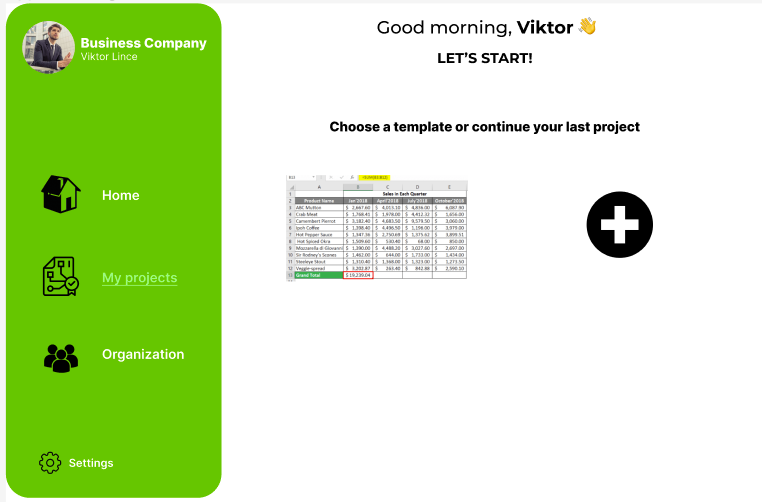 Business Company
Viktor Lince
Home
My projects
Organization
Settings
Good morning, Viktor 👋
LET'S START!
Choose a template or continue your last project
A B C D E
1 Sales in Each Quarter
2 Product Name Jan'2018 April'2018 July'2018 October'2018
3 ABC Mutton $ 2,667.60 $ 4,013.10 $ 4,836.00 $ 6,087.90
4 Crab Meat $ 1,768.41 $ 1,978.00 $ 4,412.32 $ 1,656.00
5 Camembert Pierrot $ 3,182.40 $ 4,683.50 $ 9,579.50 $ 3,060.00
6 Ipoh Coffee $ 1,398.40 $ 4,496.50 $ 1,196.00 $ 3,979.00
7 Hot Pepper Sauce $ 1,347.36 $ 2,750.69 $ 1,375.62 $ 3,899.51
8 Hot Spiced Okra $ 1,509.60 $ 530.40 $ 68.00 $ 850.00
9 Mozzarella di Giovanni $ 1,390.00 $ 4,488.20 $ 3,027.60 $ 2,697.00
10 Sir Rodney's Scones $ 1,462.00 $ 644.00 $ 1,733.00 $ 1,434.00
11 Steeleye Stout $ 1,310.40 $ 1,368.00 $ 1,323.00 $ 1,273.50
12 Veggie-spread $ 3,202.87 $ 263.40 $ 842.88 $ 2,590.10
13 Grand Total $ 19,239.04